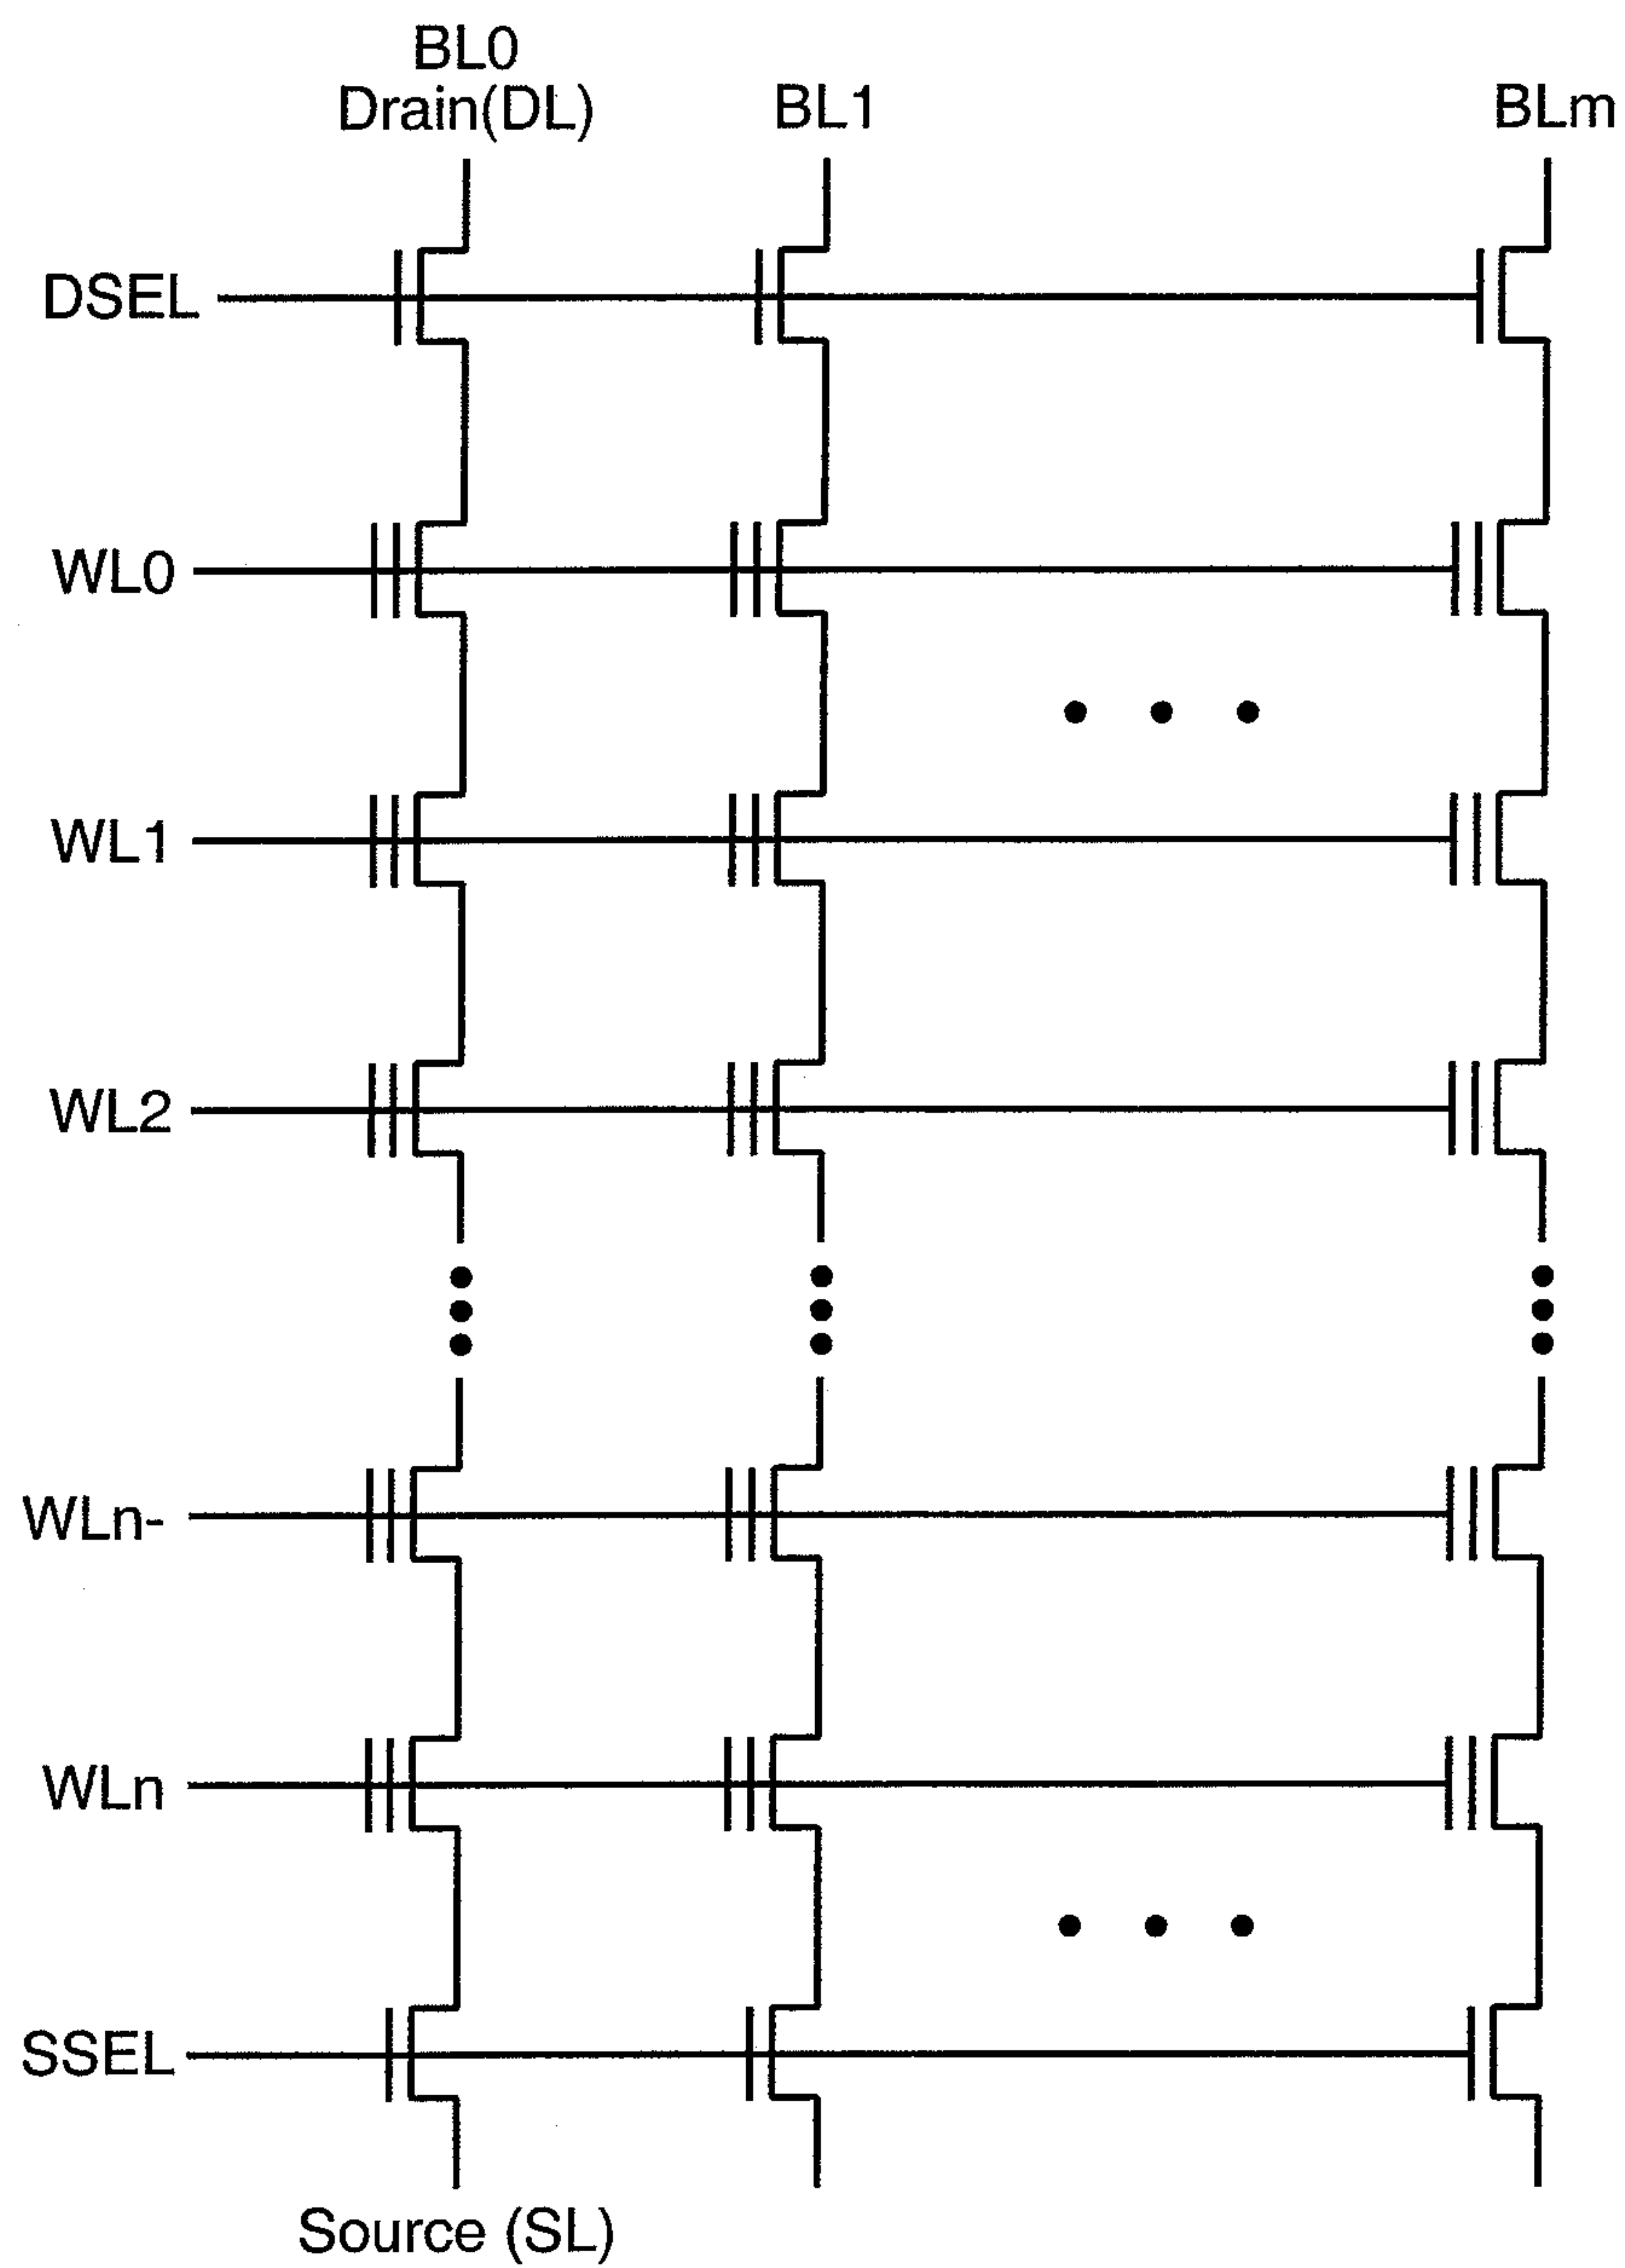 BL0
Drain(DL)
BL1
BLm
DSEL
WL0
WL1
WL2
WLn-
WLn
SSEL
Source (SL)